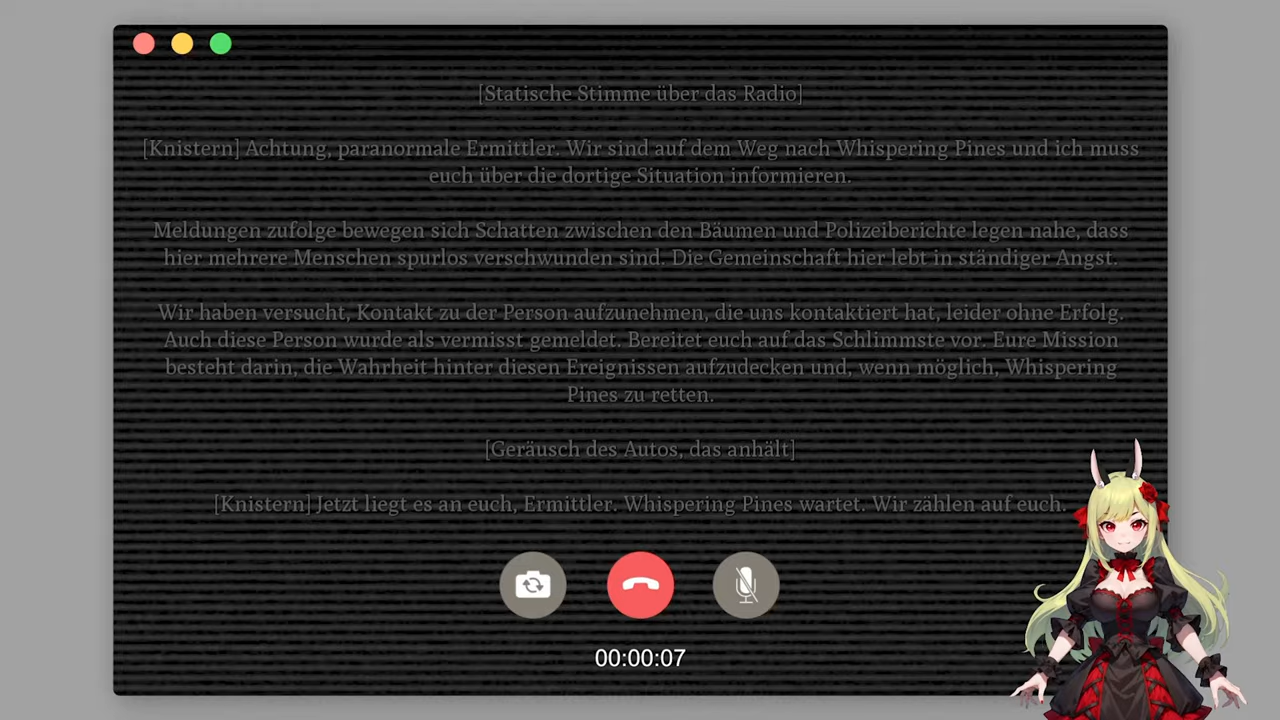 [Statische Stimme über das Radio]
[Knistern] Achtung, paranormale Ermittler. Wir sind auf dem Weg nach Whispering Pines und ich muss
euch über die dortige Situation informieren.
Meldungen zufolge bewegen sich Schatten zwischen den Bäumen und Polizeiberichte legen nahe, dass
hier mehrere Menschen spurlos verschwunden sind. Die Gemeinschaft hier lebt in ständiger Angst.
Wir haben versucht, Kontakt zu der Person aufzunehmen, die uns kontaktiert hat, leider ohne Erfolg.
Auch diese Person wurde als vermisst gemeldet. Bereitet euch auf das Schlimmste vor. Eure Mission
besteht darin, die Wahrheit hinter diesen Ereignissen aufzudecken und, wenn möglich, Whispering
Pines zu retten.
[Geräusch des Autos, das anhält]
[Knistern] Jetzt liegt es an euch, Ermittler. Whispering Pines wartet. Wir zählen auf euch.
00:00:07